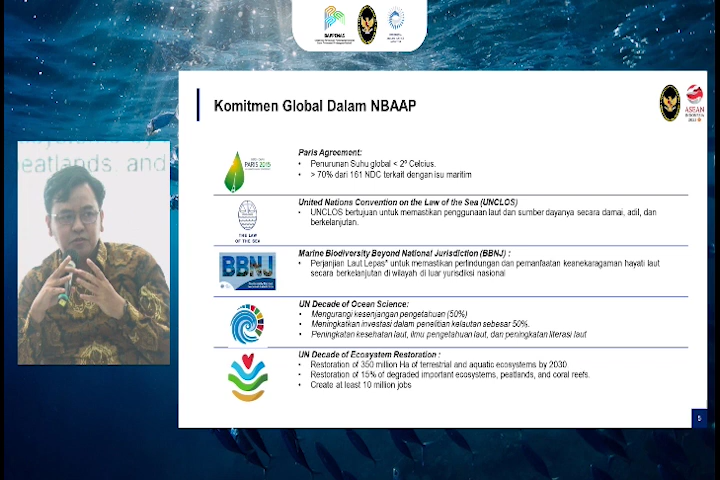 BAPPENAS
eatlands, and
Komitmen Global Dalam NBAAP
ASEAN
INDONESIA
2023
Paris Agreement:
• Penurunan Suhu global < 2° Celcius.
• > 70% dari 161 NDC terkait dengan isu maritim
PARIS 2015
United Nations Convention on the Law of the Sea (UNCLOS)
• UNCLOS bertujuan untuk memastikan penggunaan laut dan sumber dayanya secara damai, adil, dan
berkelanjutan.
THE LAW
OF THE SEA
Marine Biodiversity Beyond National Jurisdiction (BBNJ) :
• Perjanjian Laut Lepas* untuk memastikan perlindungan dan pemanfaatan keanekaragaman hayati laut
secara berkelanjutan di wilayah di luar yurisdiksi nasional
BBNJ
UN Decade of Ocean Science:
• Mengurangi kesenjangan pengetahuan (50%)
• Meningkatkan investasi dalam penelitian kelautan sebesar 50%.
• Peningkatan kesehatan laut, ilmu pengetahuan laut, dan peningkatan literasi laut
UN Decade of Ecosystem Restoration :
• Restoration of 350 million Ha of terrestrial and aquatic ecosystems by 2030
• Restoration of 15% of degraded important ecosystems, peatlands, and coral reefs.
• Create at least 10 million jobs
5